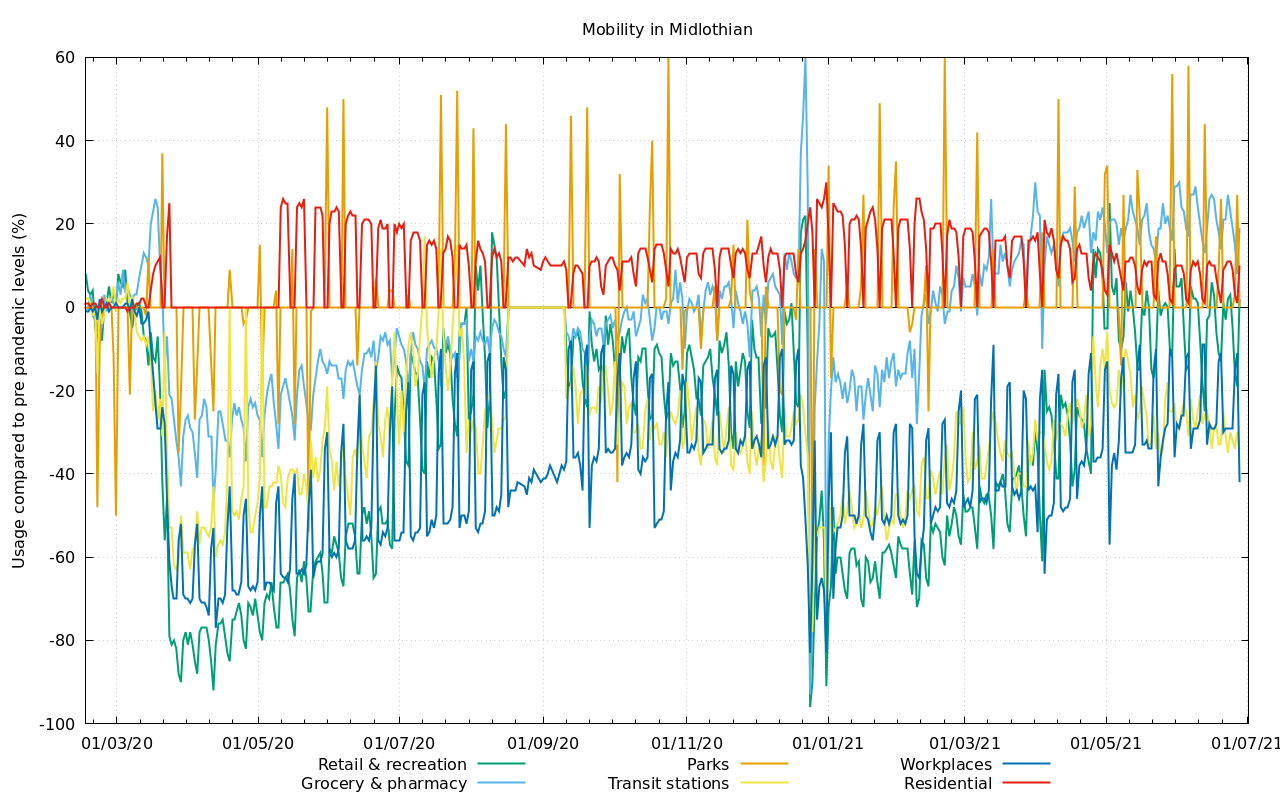 Mobility in Midlothian
Usage compared to pre pandemic levels (%)
60
40
20
0
-20
-40
-60
-80
-100
01/03/20 01/05/20 01/07/20 01/09/20 01/11/20 01/01/21 01/03/21 01/05/21 01/07/21
Retail & recreation Parks Workplaces
Grocery & pharmacy Transit stations Residential